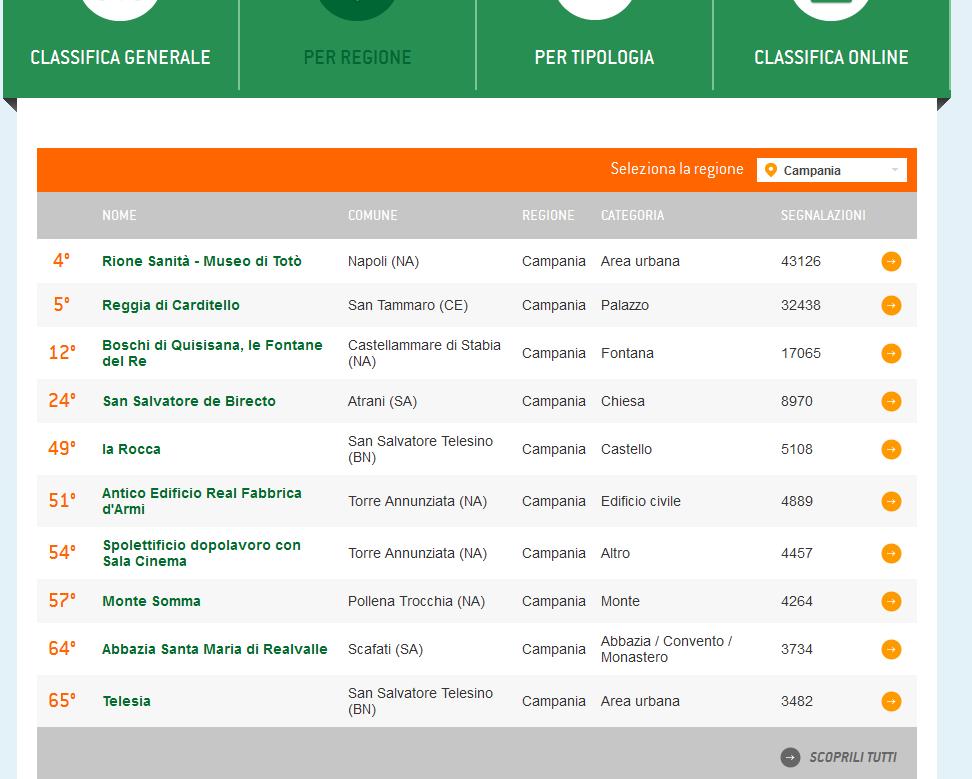 CLASSIFICA GENERALE PER REGIONE PER TIPOLOGIA CLASSIFICA ONLINE
Seleziona la regione Campania
NOME COMUNE REGIONE CATEGORIA SEGNALAZIONI
4° Rione Sanità - Museo di Totò Napoli (NA) Campania Area urbana 43126
5° Reggia di Carditello San Tammaro (CE) Campania Palazzo 32438
12° Boschi di Quisisana, le Fontane del Re Castellammare di Stabia (NA) Campania Fontana 17065
24° San Salvatore de Birecto Atrani (SA) Campania Chiesa 8970
49° la Rocca San Salvatore Telesino (BN) Campania Castello 5108
51° Antico Edificio Real Fabbrica d'Armi Torre Annunziata (NA) Campania Edificio civile 4889
54° Spolettificio dopolavoro con Sala Cinema Torre Annunziata (NA) Campania Altro 4457
57° Monte Somma Pollena Trocchia (NA) Campania Monte 4264
64° Abbazia Santa Maria di Realvalle Scafati (SA) Campania Abbazia / Convento / Monastero 3734
65° Telesia San Salvatore Telesino (BN) Campania Area urbana 3482
SCOPRILI TUTTI